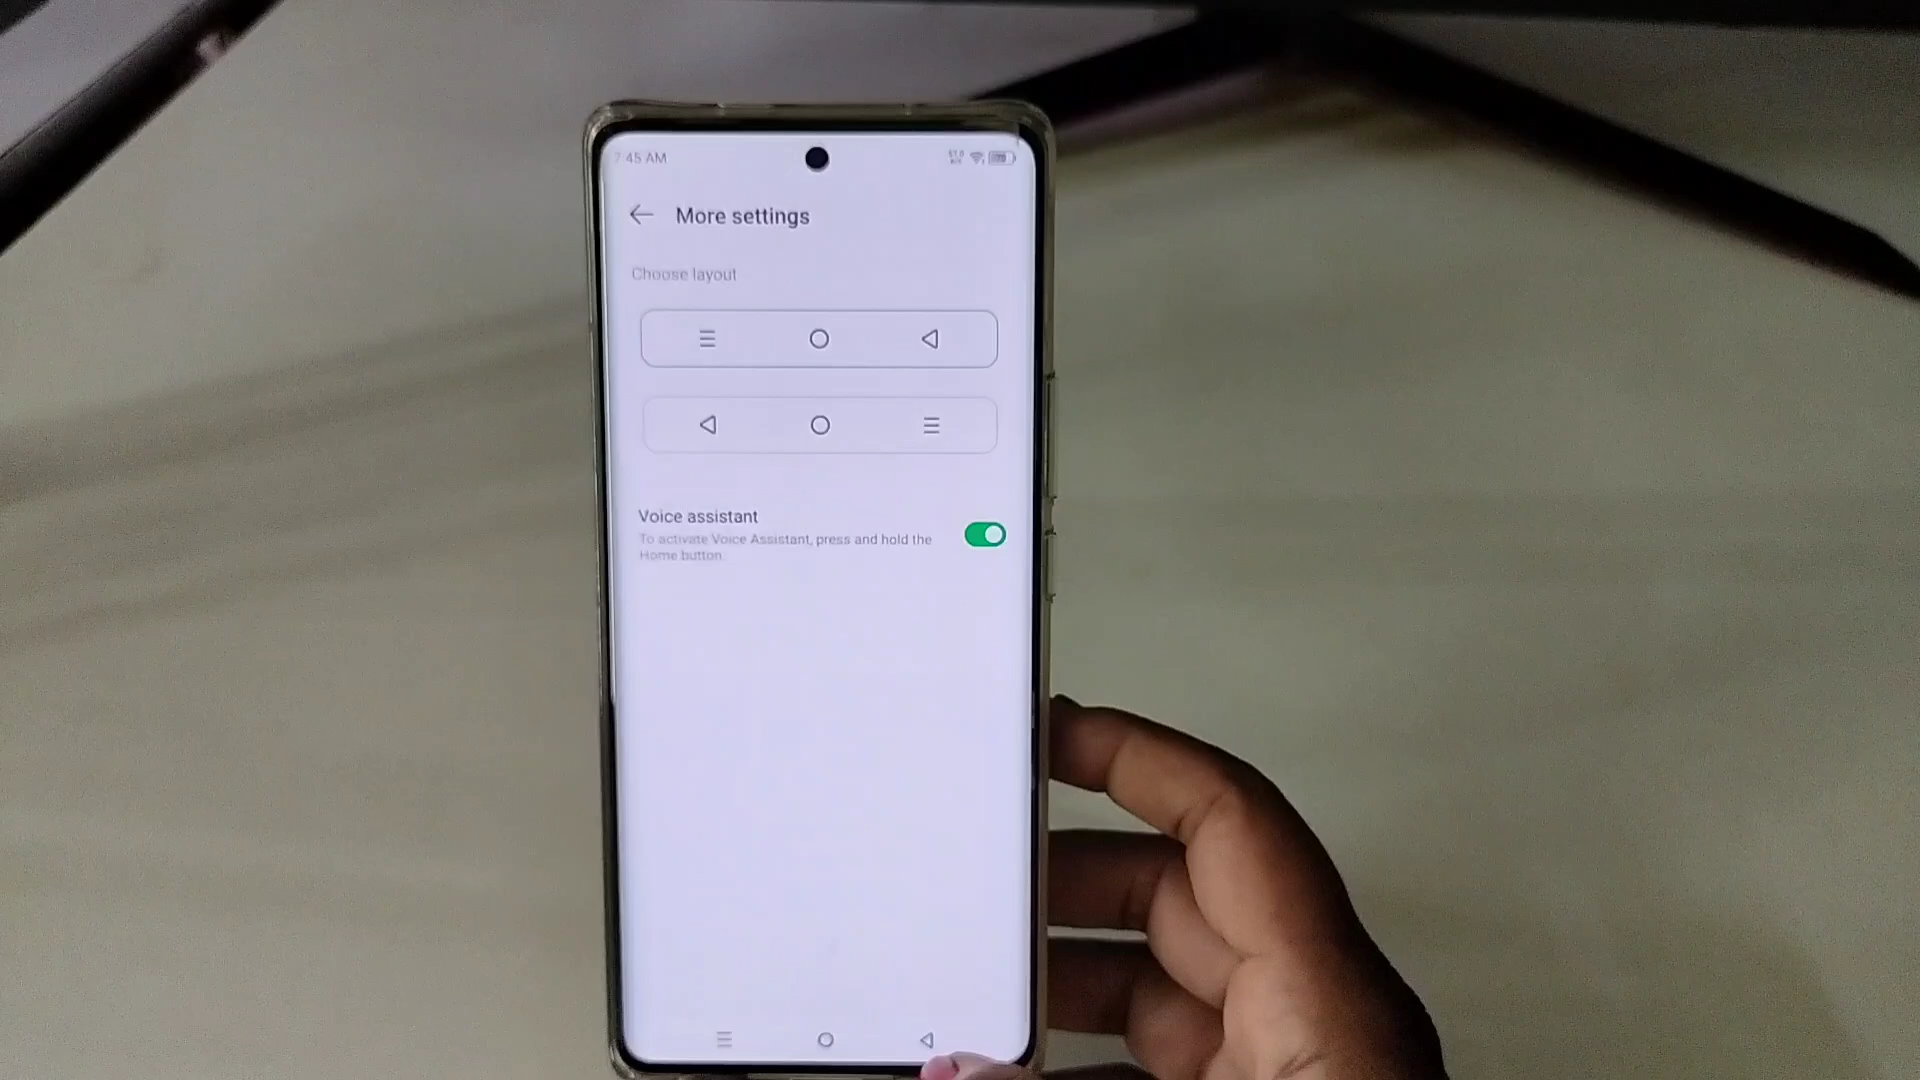 7:45 AM
More settings
Choose layout
Voice assistant
To activate Voice Assistant, press and hold the
Home button.